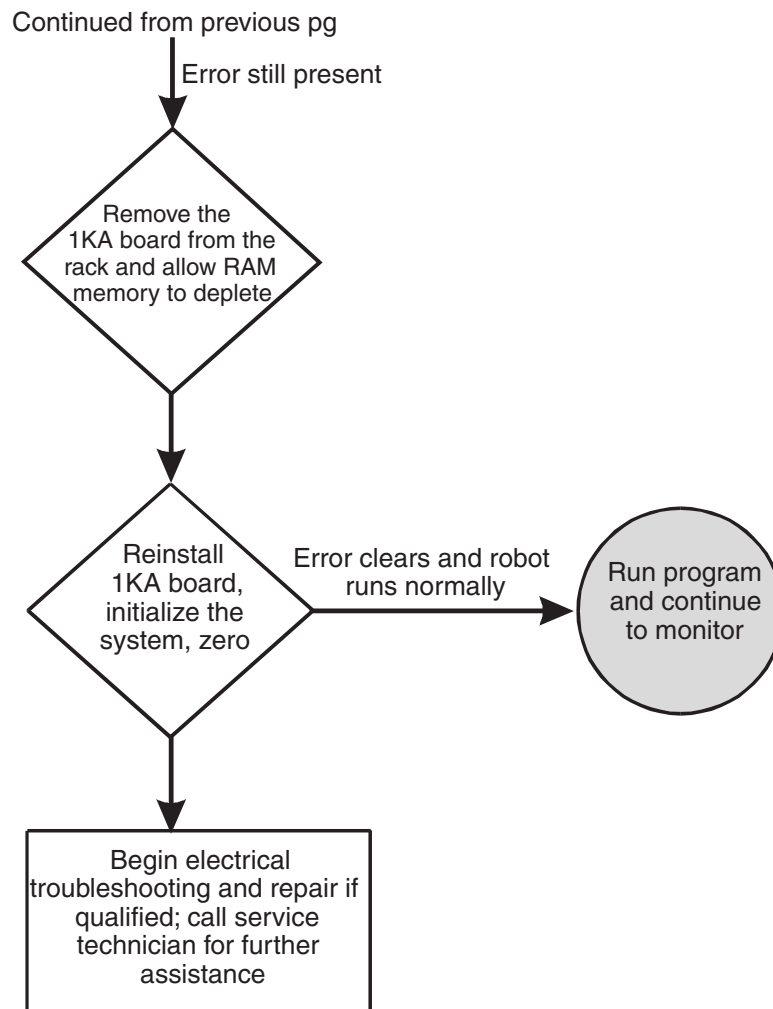 Continued from previous pg
Error still present
Remove the
1KA board from the
rack and allow RAM
memory to deplete
Reinstall
1KA board,
initialize the
system, zero
Error clears and robot
runs normally
Run program
and continue
to monitor
Begin electrical
troubleshooting and repair if
qualified; call service
technician for further
assistance